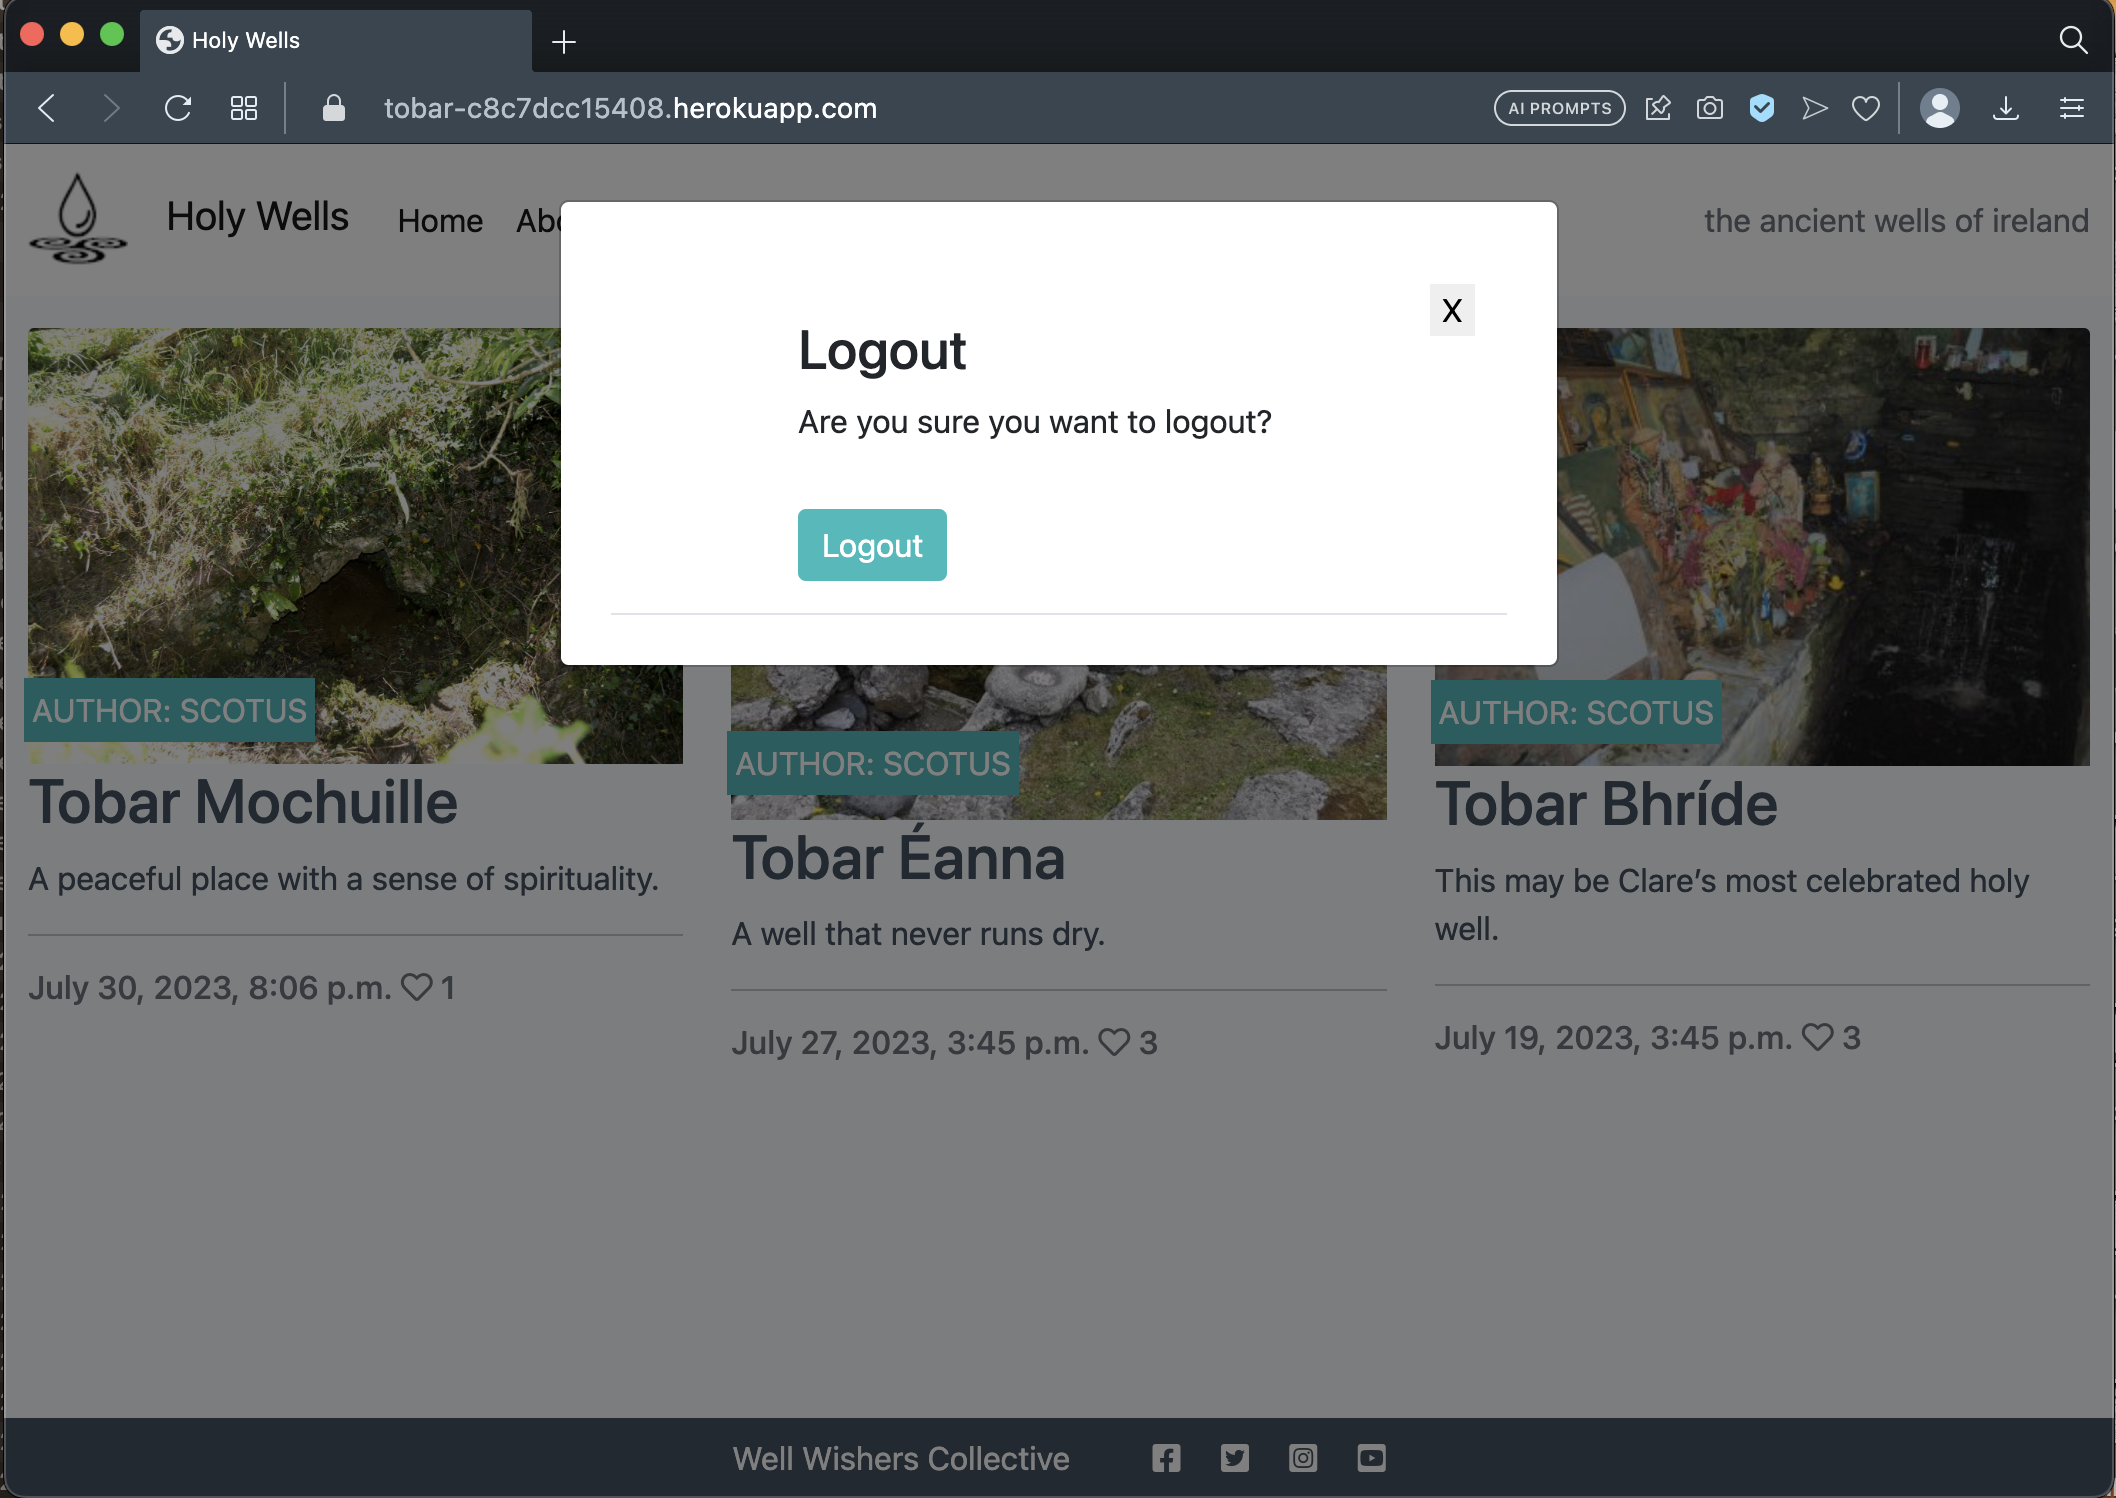 Holy Wells
tobar-c8c7dcc15408.herokuapp.com
AI PROMPTS
Holy Wells
Home
the ancient wells of ireland
X
Logout
Are you sure you want to logout?
Logout
AUTHOR: SCOTUS
Tobar Mochuille
A peaceful place with a sense of spirituality.
July 30, 2023, 8:06 p.m. 1
AUTHOR: SCOTUS
Tobar Éanna
A well that never runs dry.
July 27, 2023, 3:45 p.m. 3
AUTHOR: SCOTUS
Tobar Bhríde
This may be Clare’s most celebrated holy
well.
July 19, 2023, 3:45 p.m. 3
Well Wishers Collective